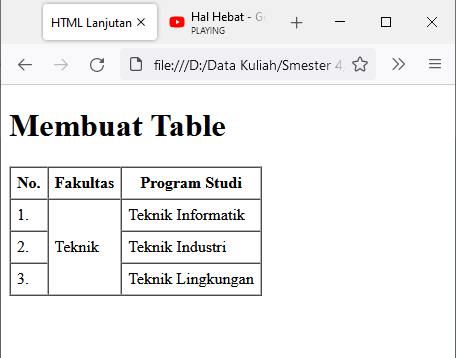 HTML Lanjutan
Hal Hebat - G
PLAYING
file:///D:/Data Kuliah/Smester 4
Membuat Table
No. Fakultas Program Studi
1. Teknik Informatik
2. Teknik Teknik Industri
3. Teknik Lingkungan